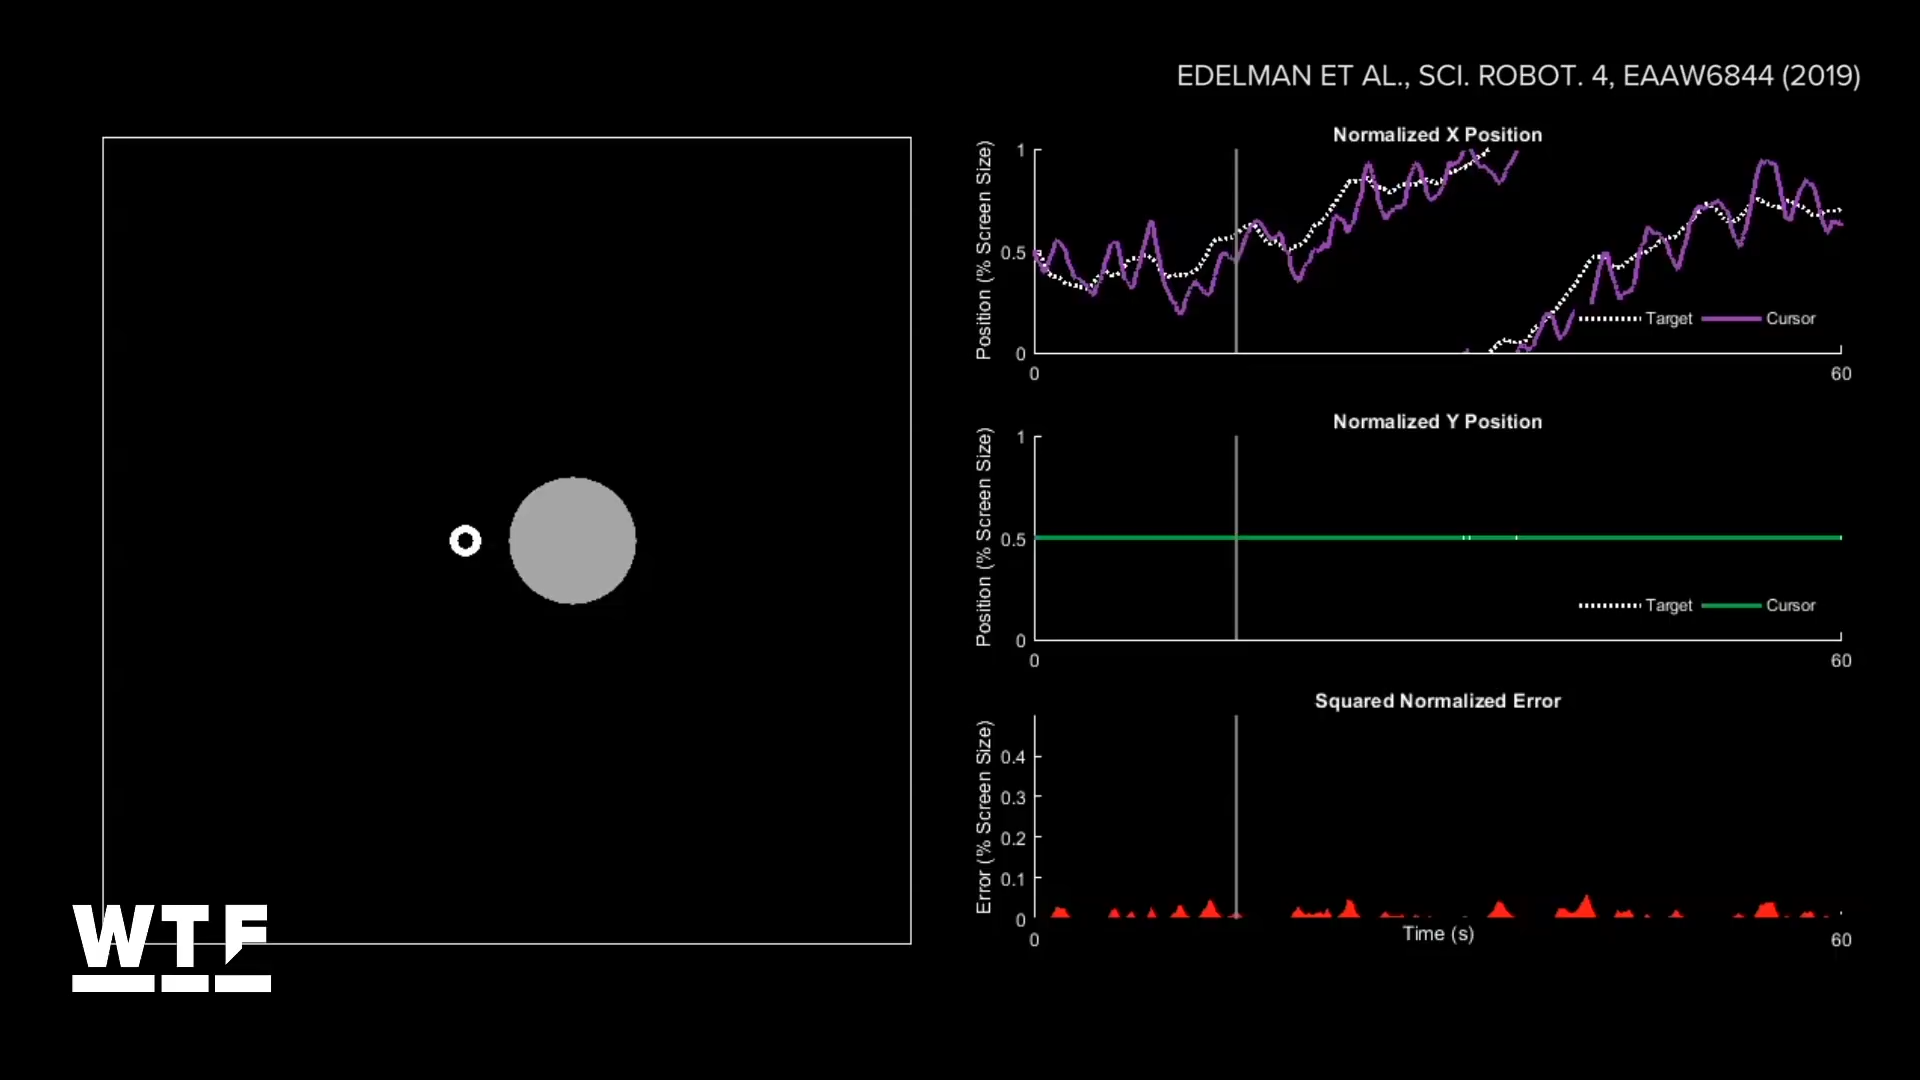 EDELMAN ET AL., SCI. ROBOT. 4, EAAW6844 (2019)
Normalized X Position
Position (% Screen Size)
1
0.5
0
Target
Cursor
0
60
Normalized Y Position
Position (% Screen Size)
1
0.5
0
Target
Cursor
0
60
Squared Normalized Error
Error (% Screen Size)
0.4
0.3
0.2
0.1
0
0
Time (s)
60
WTF